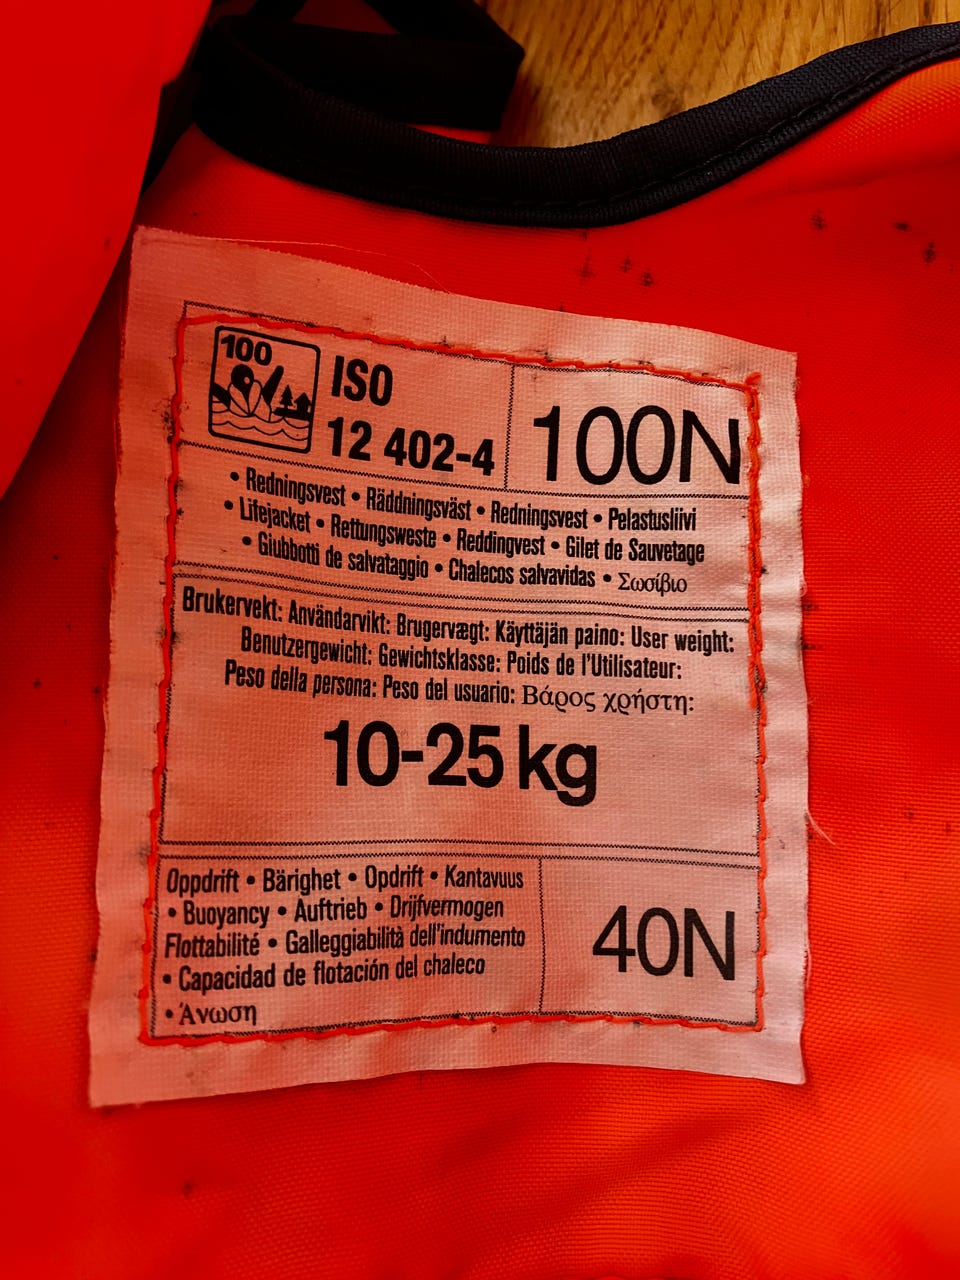 100
ISO
12 402-4
100N
• Redningsvest • Räddningsväst • Redningsvest • Pelastusliivi
• Lifejacket • Rettungsweste • Reddingvest • Gilet de Sauvetage
• Giubbotti de salvataggio • Chalecos salvavidas • Σωσίβιο
Brukervekt: Användarvikt: Brugervægt: Käyttäjän paino: User weight:
Benutzergewicht: Gewichtsklasse: Poids de l'Utilisateur:
Peso della persona: Peso del usuario: Βάρος χρήστη:
10-25 kg
Oppdrift • Bärighet • Opdrift • Kantavuus
• Buoyancy • Auftrieb • Drijfvermogen
Flottabilité • Galleggiabilità dell'indumento
• Capacidad de flotación del chaleco
• Άνωση
40N